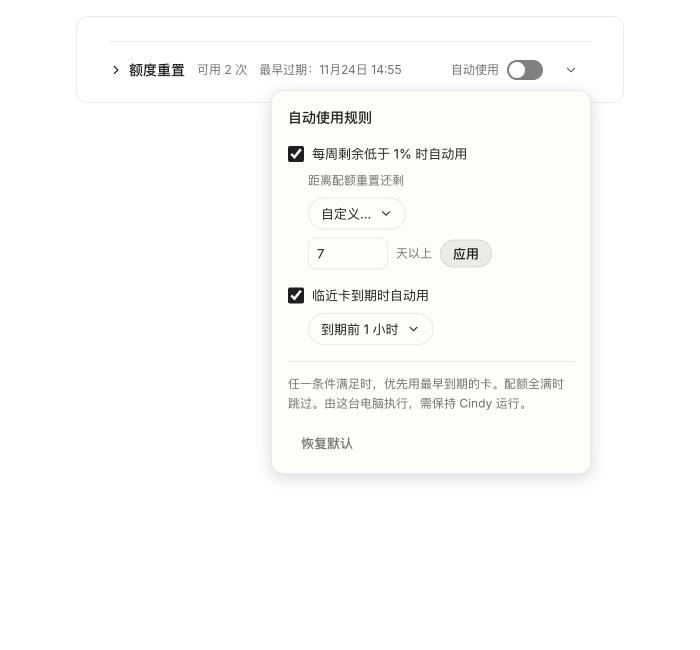 额度重置 可用 2 次 最早过期：11月24日 14:55 自动使用
自动使用规则
每周剩余低于 1% 时自动用
距离配额重置还剩
自定义...
7 天以上 应用
临近卡到期时自动用
到期前 1 小时
任一条件满足时，优先用最早到期的卡。配额全满时
跳过。由这台电脑执行，需保持 Cindy 运行。
恢复默认